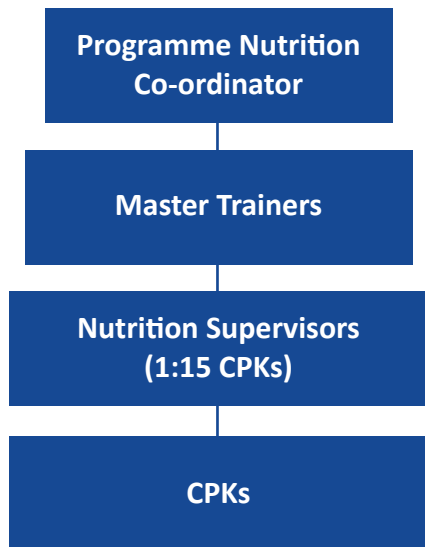 Programme Nutrition
Co-ordinator
Master Trainers
Nutrition Supervisors
(1:15 CPKs)
CPKs